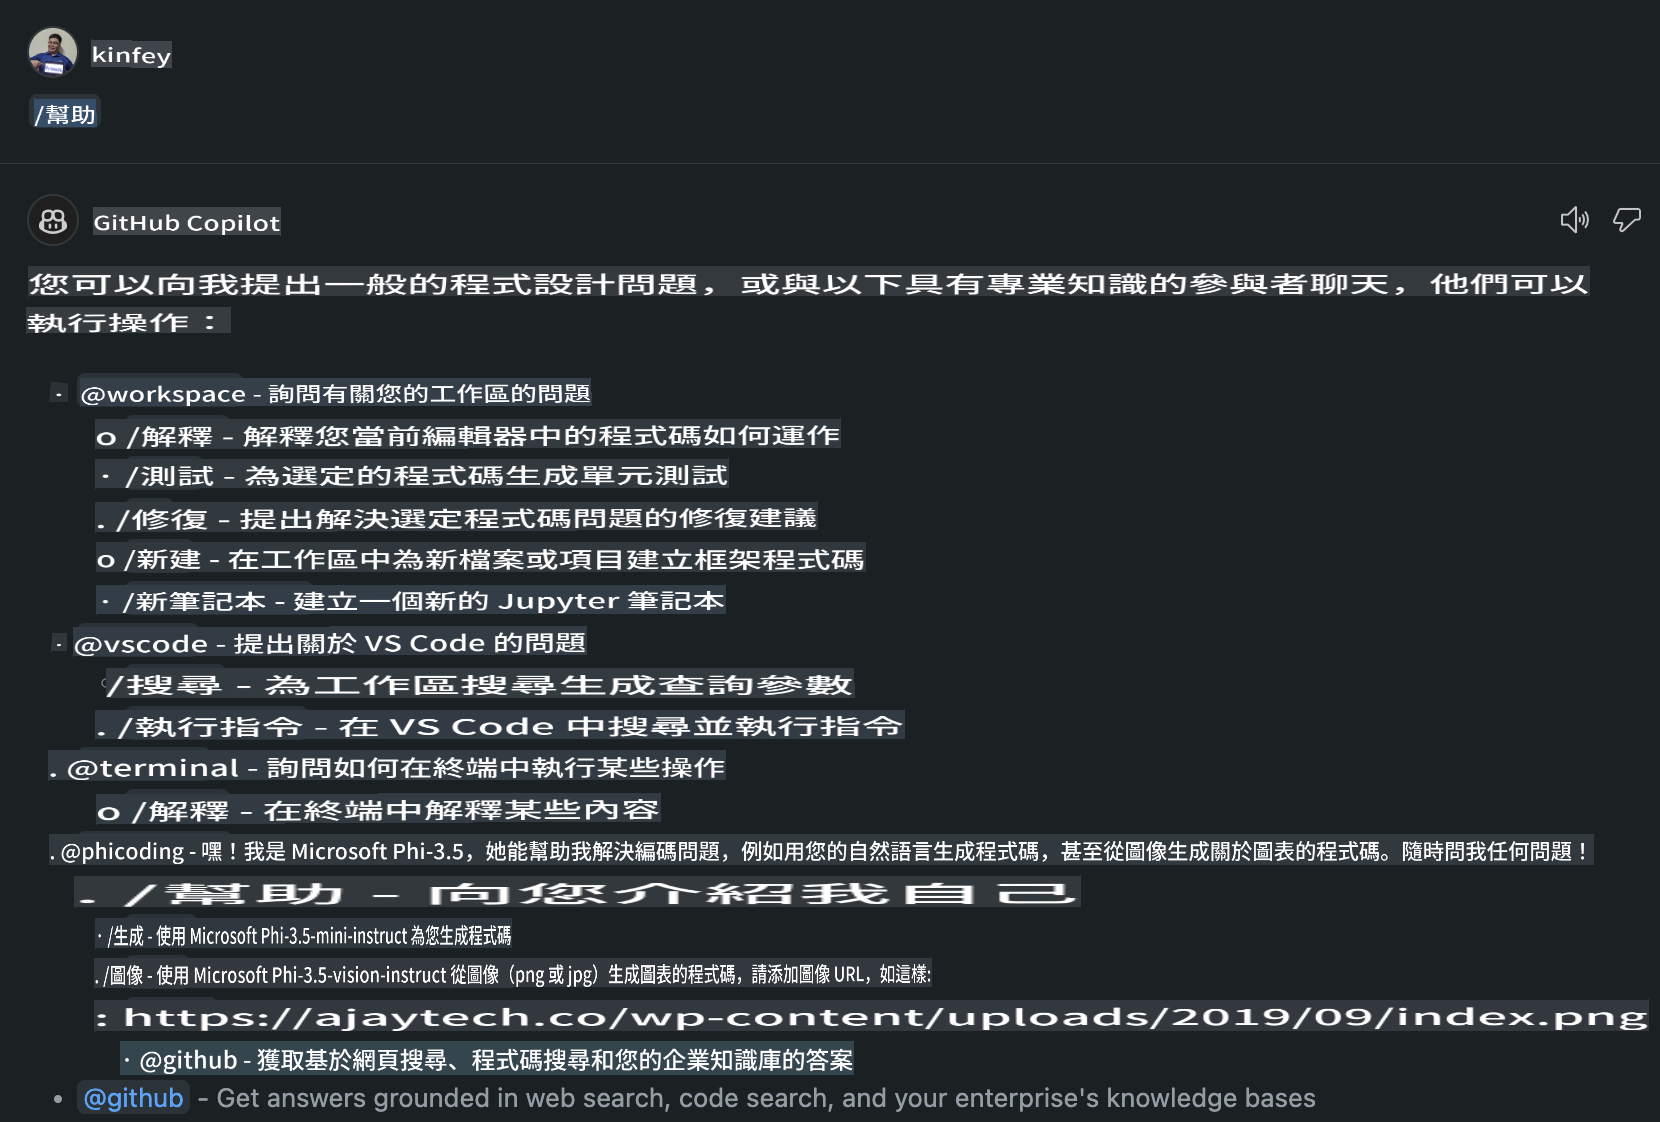 kinfey
/幫助
GitHub Copilot
您可以向我提出一般的程式設計問題，或與以下具有專業知識的參與者聊天，他們可以
執行操作：
· @workspace - 詢問有關您的工作區的問題
o /解釋 - 解釋您當前編輯器中的程式碼如何運作
· /測試 - 為選定的程式碼生成單元測試
. /修復 - 提出解決選定程式碼問題的修復建議
o /新建 - 在工作區中為新檔案或項目建立框架程式碼
· /新筆記本 - 建立一個新的 Jupyter 筆記本
· @vscode - 提出關於 VS Code 的問題
/搜尋 - 為工作區搜尋生成查詢參數
. /執行指令 - 在 VS Code 中搜尋並執行指令
. @terminal - 詢問如何在終端中執行某些操作
o /解釋 - 在終端中解釋某些內容
. @phicoding - 嘿！我是 Microsoft Phi-3.5，她能幫助我解決編碼問題，例如用您的自然語言生成程式碼，甚至從圖像生成關於圖表的程式碼。隨時問我任何問題！
. /幫助 - 向您介紹我自己
· /生成 - 使用 Microsoft Phi-3.5-mini-instruct 為您生成程式碼
. /圖像 - 使用 Microsoft Phi-3.5-vision-instruct 從圖像（png 或 jpg）生成圖表的程式碼，請添加圖像 URL，如這樣:
: https://ajaytech.co/wp-content/uploads/2019/09/index.png
· @github - 獲取基於網頁搜尋、程式碼搜尋和您的企業知識庫的答案
• @github - Get answers grounded in web search, code search, and your enterprise's knowledge bases